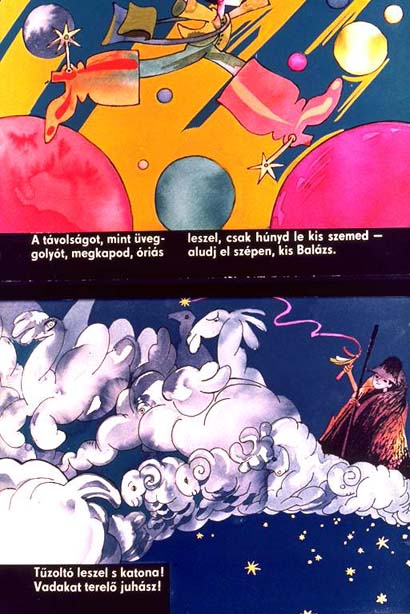 A távolságot, mint üveg-
golyót, megkapod, óriás
leszel, csak húnyd le kis szemed —
aludj el szépen, kis Balázs.
Tűzoltó leszel s katona!
Vadakat terelő juhász!